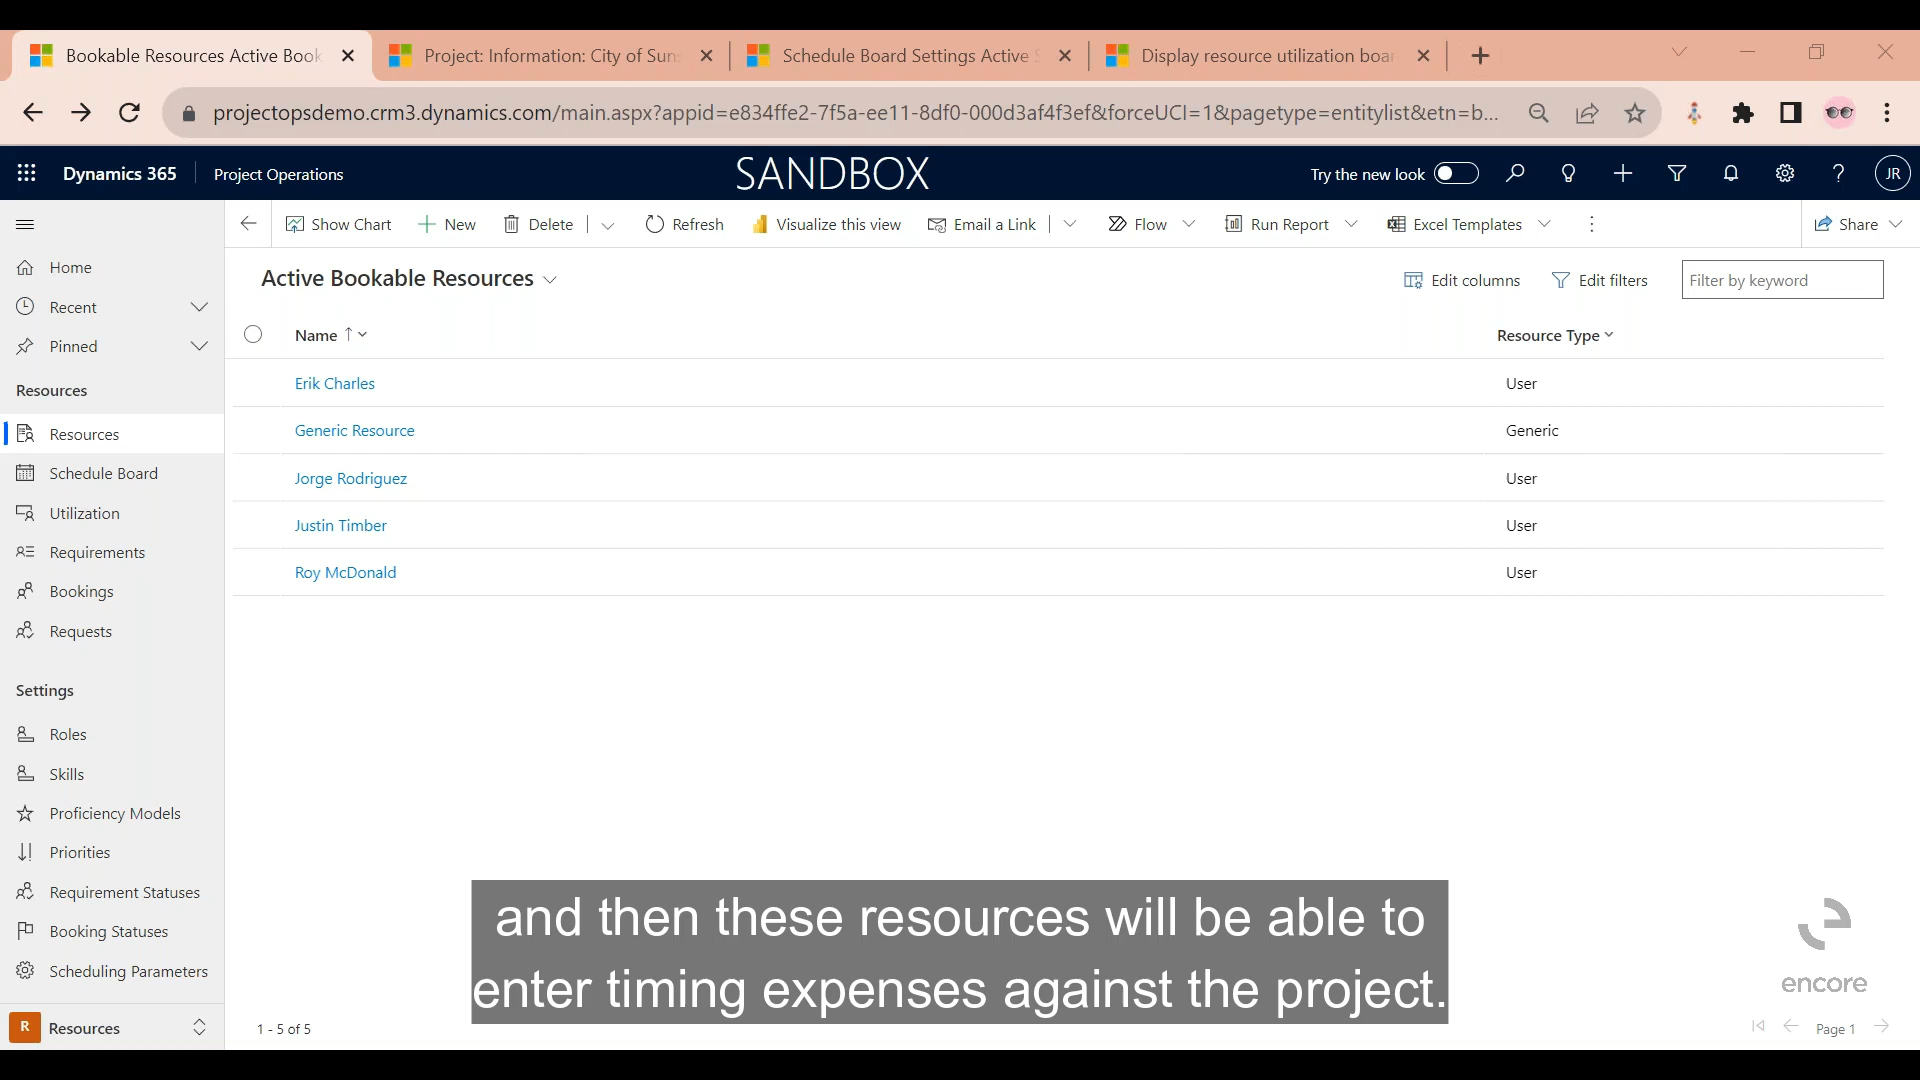 Bookable Resources Active Book
Project: Information: City of Sun
Schedule Board Settings Active S
Display resource utilization boar
projectopsdemo.crm3.dynamics.com/main.aspx?appid=e834ffe2-7f5a-ee11-8df0-000d3af4f3ef&forceUCI=1&pagetype=entitylist&etn=b...
Dynamics 365
Project Operations
SANDBOX
Try the new look
JR
Show Chart
New
Delete
Refresh
Visualize this view
Email a Link
Flow
Run Report
Excel Templates
Share
Home
Recent
Pinned
Resources
Resources
Schedule Board
Utilization
Requirements
Bookings
Requests
Settings
Roles
Skills
Proficiency Models
Priorities
Requirement Statuses
Booking Statuses
Scheduling Parameters
R Resources
Active Bookable Resources
Edit columns
Edit filters
Filter by keyword
Name
Resource Type
Erik Charles User
Generic Resource Generic
Jorge Rodriguez User
Justin Timber User
Roy McDonald User
and then these resources will be able to
enter timing expenses against the project.
encore
1 - 5 of 5
Page 1